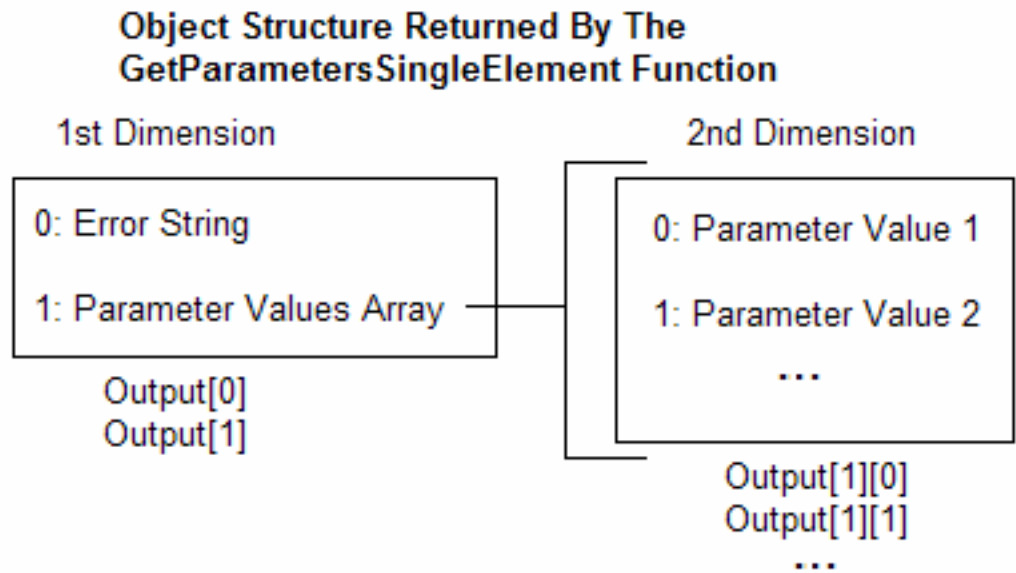 Object Structure Returned By The
GetParametersSingleElement Function
1st Dimension
0: Error String
1: Parameter Values Array
Output[0]
Output[1]
2nd Dimension
0: Parameter Value 1
1: Parameter Value 2
...
Output[1][0]
Output[1][1]
...